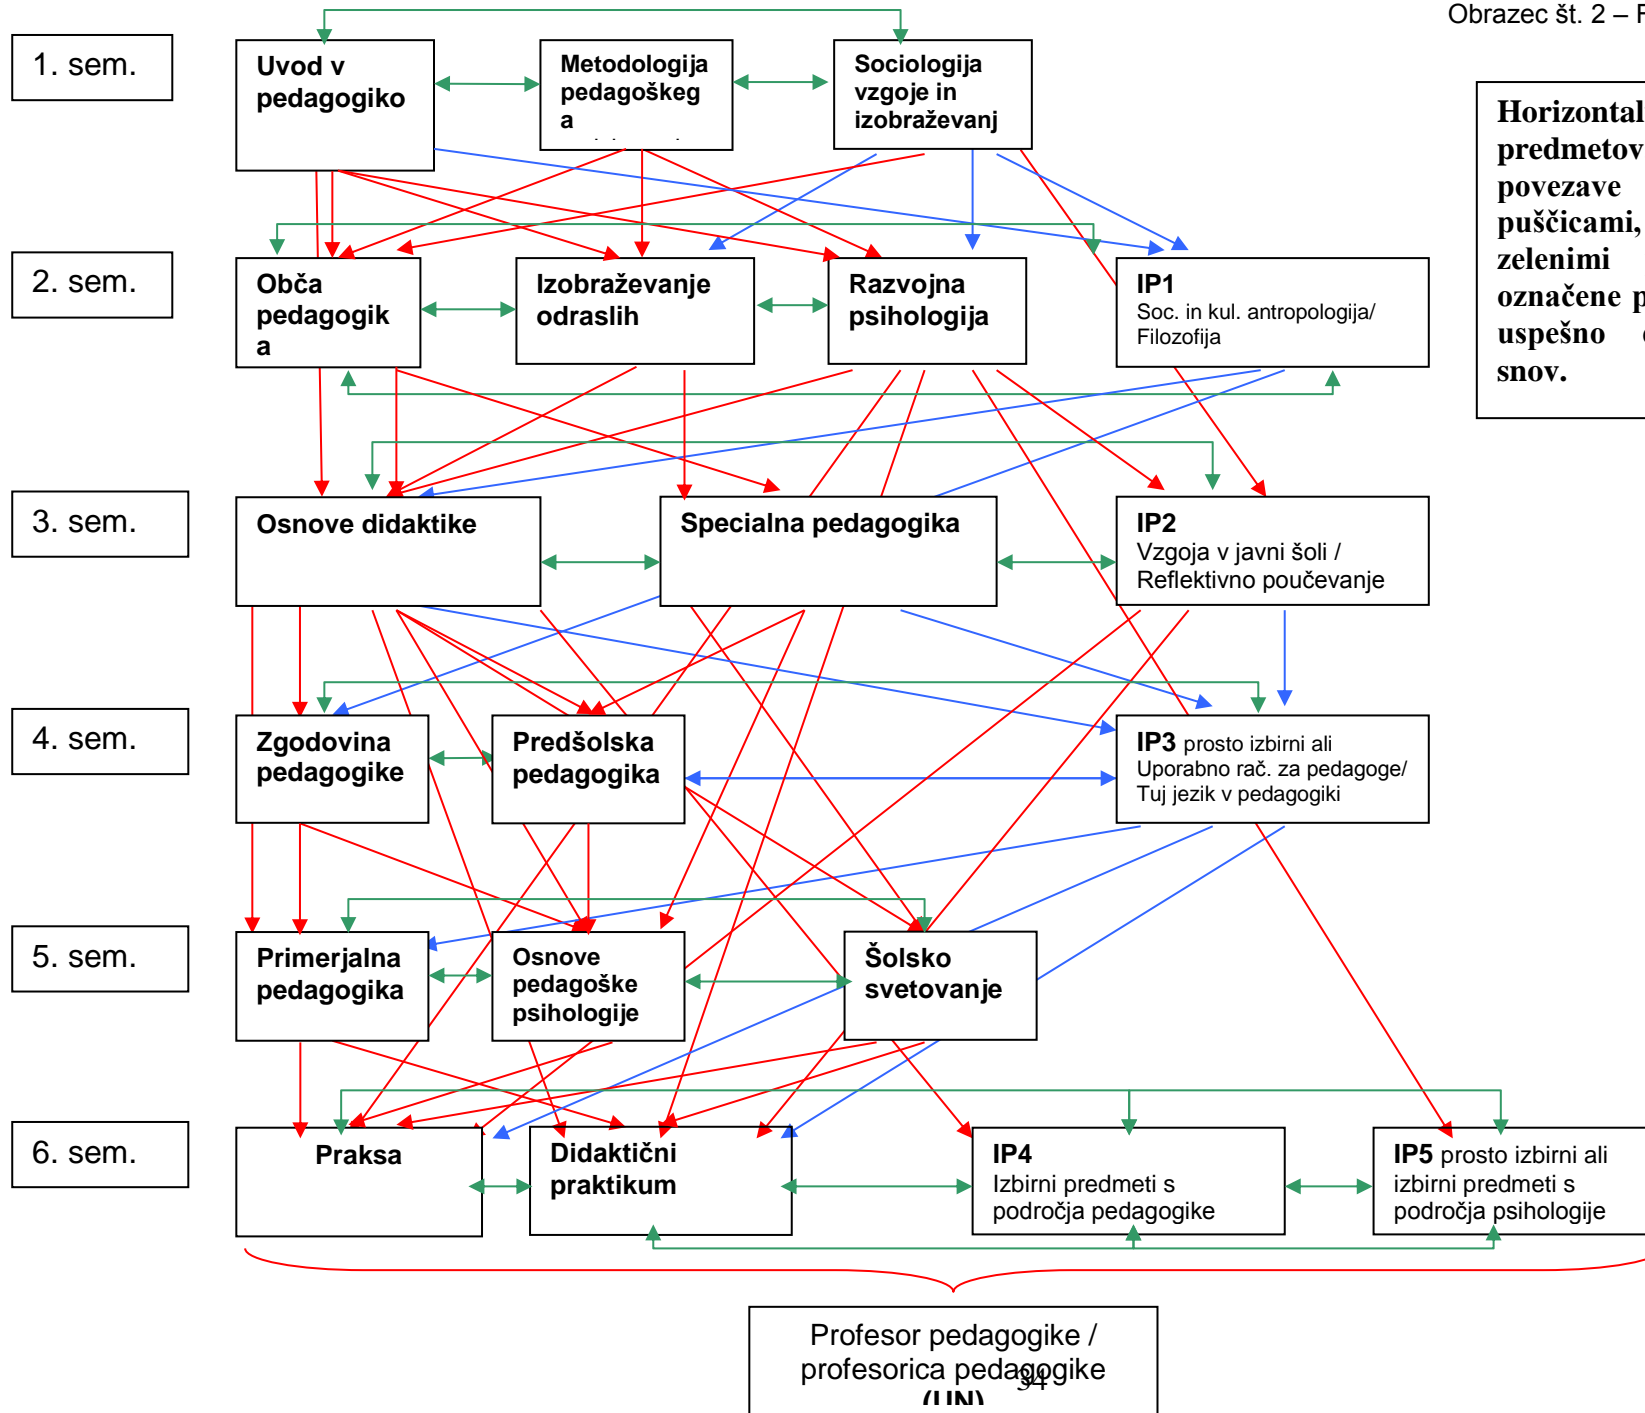 Obrazec št. 2 –
1. sem.
Uvod v
pedagogiko
Metodologija
pedagoškeg
a
Sociologija
vzgoje in
izobraževanj
Horizontal
predmetov
povezave
puščicami,
zelenimi
označene
uspešno
snov.
2. sem.
Obča
pedagogik
a
Izobraževanje
odraslih
Razvojna
psihologija
IP1
Soc. in kul. antropologija/
Filozofija
3. sem.
Osnove didaktike
Specialna pedagogika
IP2
Vzgoja v javni šoli /
Reflektivno poučevanje
4. sem.
Zgodovina
pedagogike
Predšolska
pedagogika
IP3 prosto izbirni ali
Uporabno rač. za pedagoge/
Tuj jezik v pedagogiki
5. sem.
Primerjalna
pedagogika
Osnove
pedagoške
psihologije
Šolsko
svetovanje
6. sem.
Praksa
Didaktični
praktikum
IP4
Izbirni predmeti s
področja pedagogike
IP5 prosto izbirni ali
izbirni predmeti s
področja psihologije
Profesor pedagogike /
profesorica pedagogike
(UN)
34